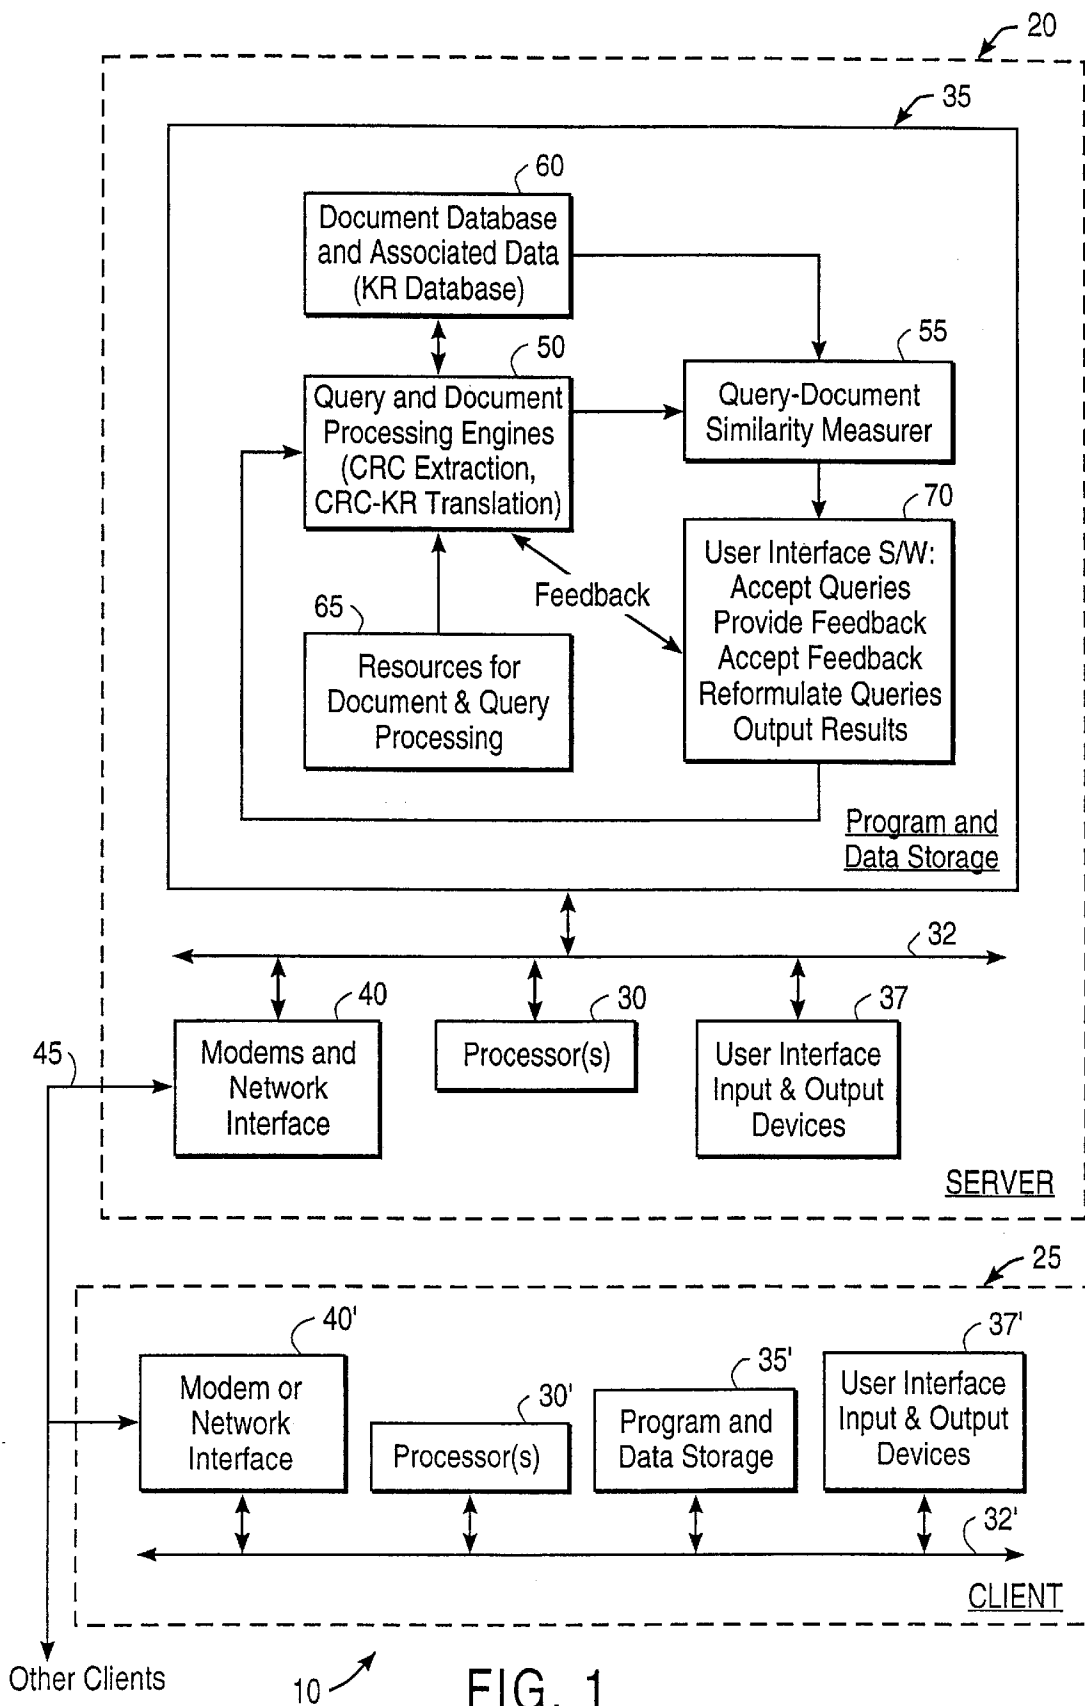 20
35
60
Document Database
and Associated Data
(KR Database)
50
Query and Document
Processing Engines
(CRC Extraction,
CRC-KR Translation)
55
Query-Document
Similarity Measurer
70
User Interface S/W:
Accept Queries
Provide Feedback
Accept Feedback
Reformulate Queries
Output Results
Feedback
65
Resources for
Document & Query
Processing
Program and
Data Storage
32
40
Modems and
Network
Interface
30
Processor(s)
37
User Interface
Input & Output
Devices
45
SERVER
25
40'
Modem or
Network
Interface
30'
Processor(s)
35'
Program and
Data Storage
37'
User Interface
Input & Output
Devices
32'
CLIENT
Other Clients
10
FIG. 1